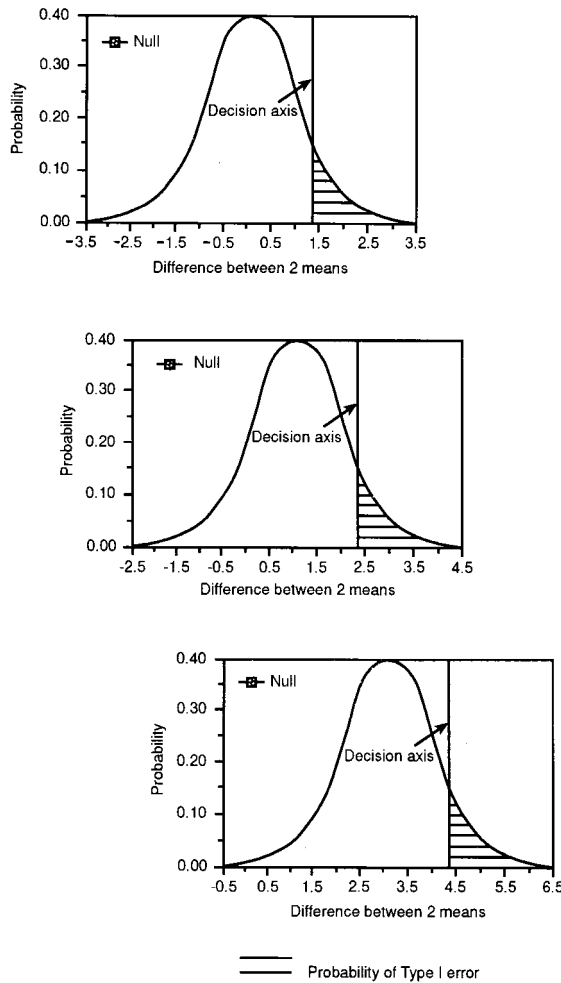 0.40
Null
0.30
Decision axis
0.20
0.10
0.00
Probability
-3.5 -2.5 -1.5 -0.5 0.5 1.5 2.5 3.5
Difference between 2 means
0.40
Null
0.30
Decision axis
0.20
0.10
0.00
Probability
-2.5 -1.5 -0.5 0.5 1.5 2.5 3.5 4.5
Difference between 2 means
0.40
Null
0.30
Decision axis
0.20
0.10
0.00
Probability
-0.5 0.5 1.5 2.5 3.5 4.5 5.5 6.5
Difference between 2 means
Probability of Type I error